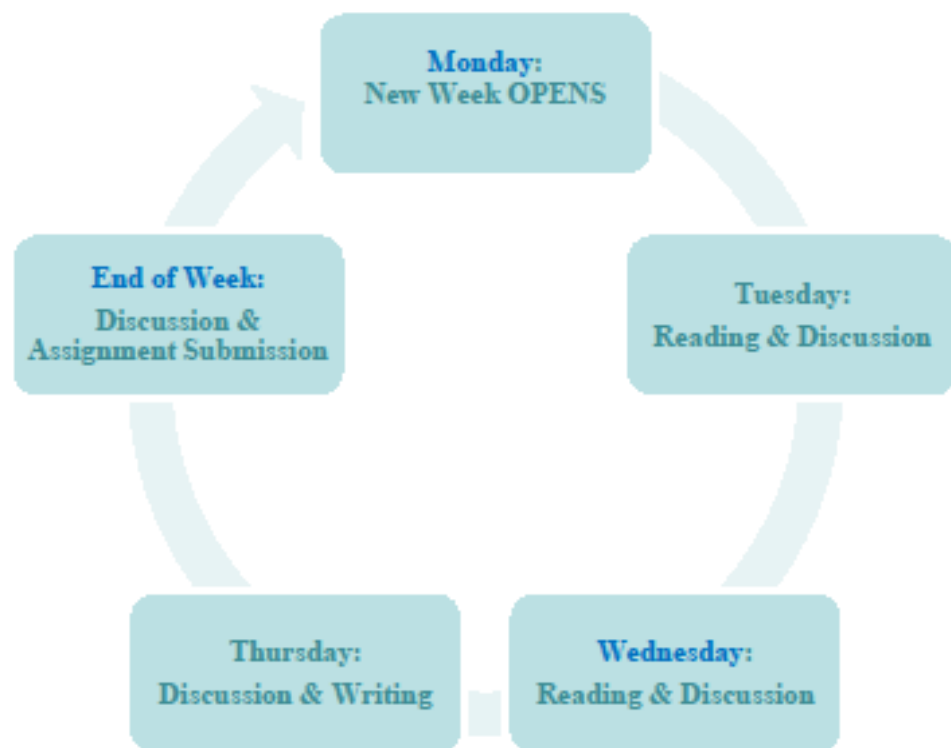 Monday:
New Week OPENS
Tuesday:
Reading & Discussion
Wednesday:
Reading & Discussion
Thursday:
Discussion & Writing
End of Week:
Discussion &
Assignment Submission